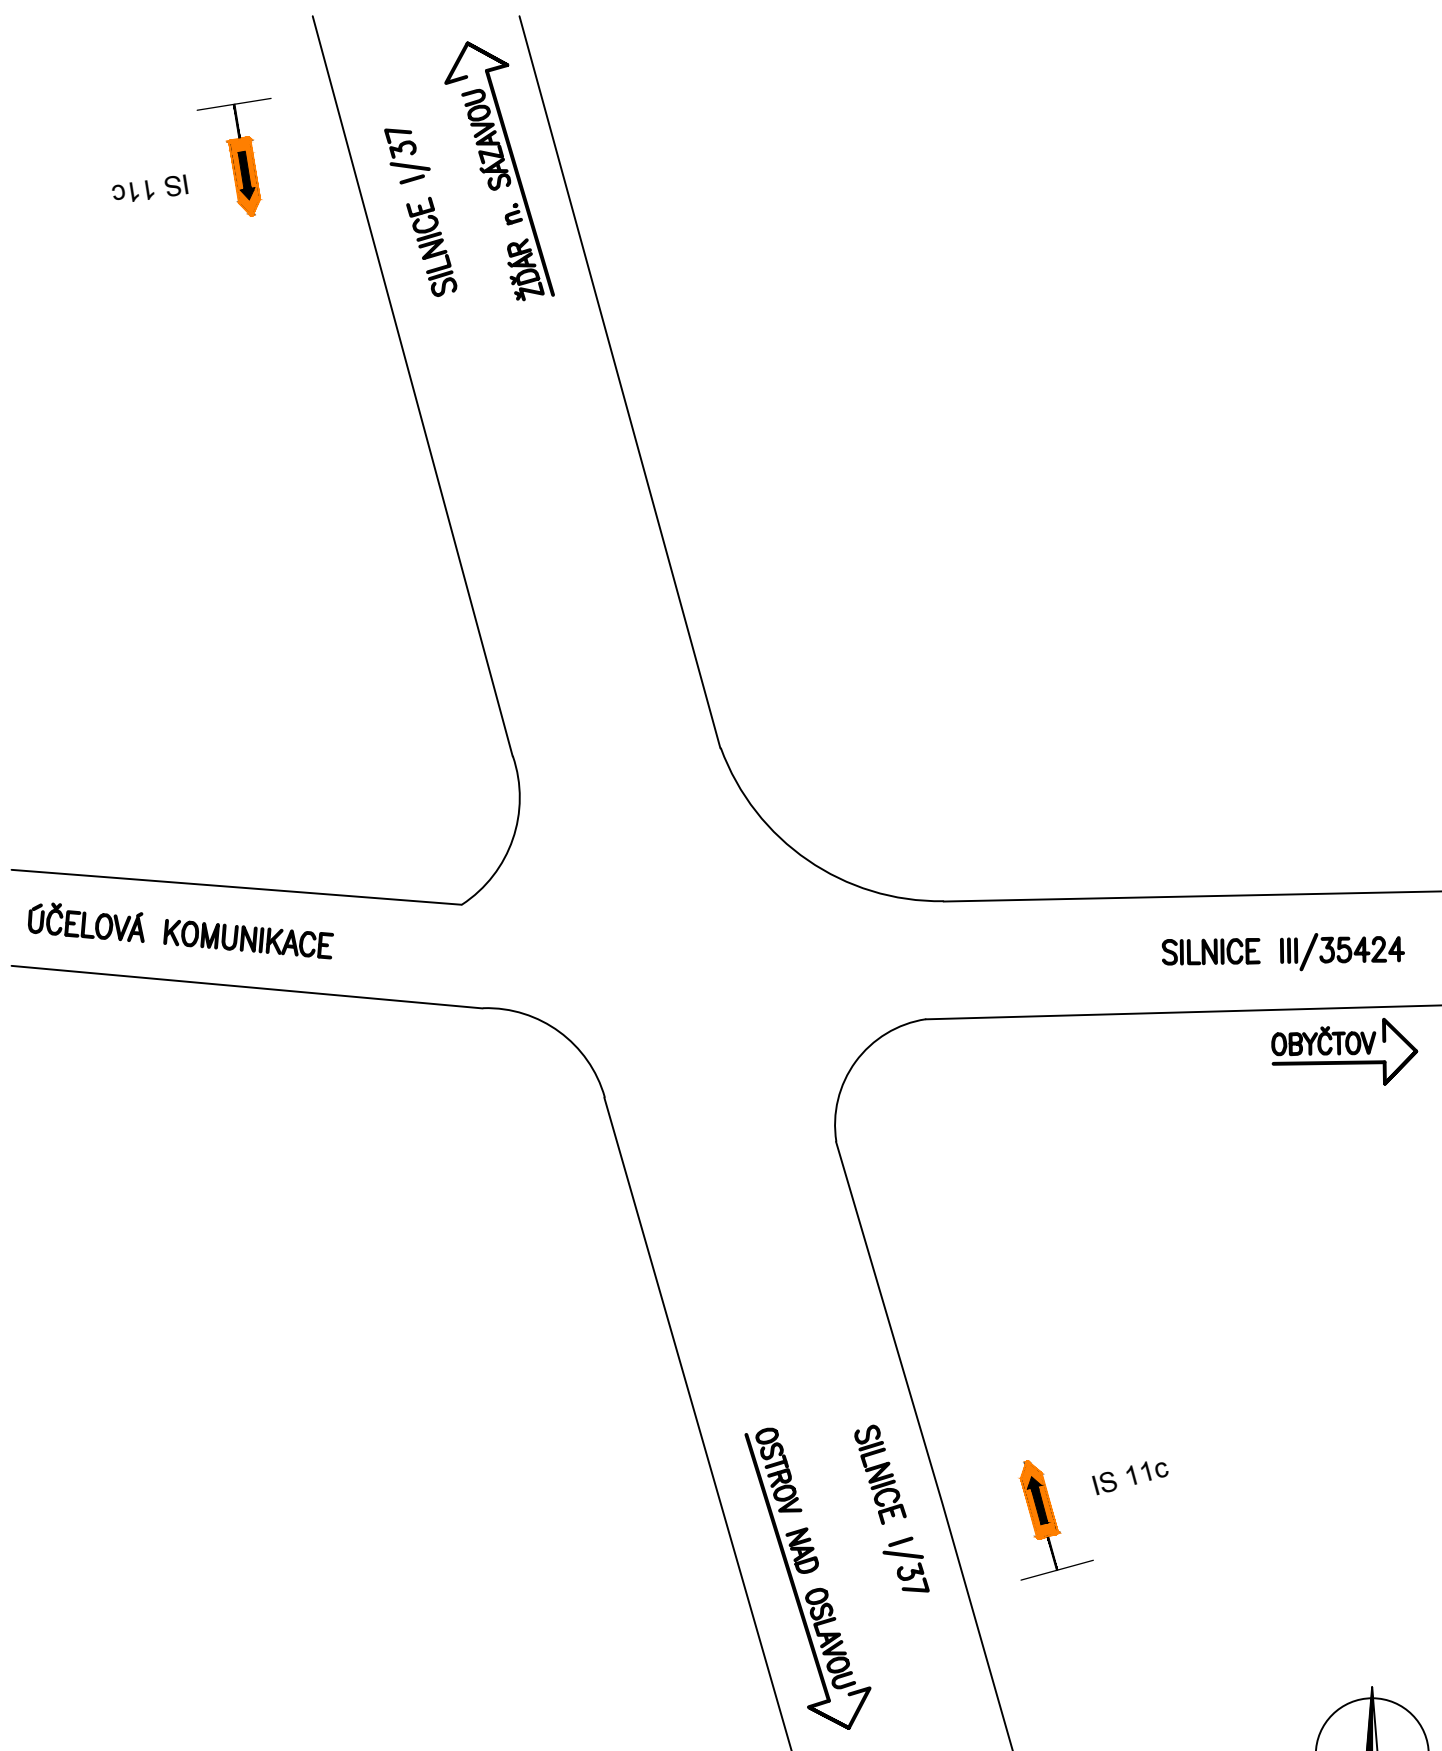 IS 11c
SILNICE I/37
ŽĎÁR n. SÁZAVOU
ÚČELOVÁ KOMUNIKACE
SILNICE III/35424
OBYČTOV
OSTROV NAD OSLAVOU
SILNICE I/37
IS 11c